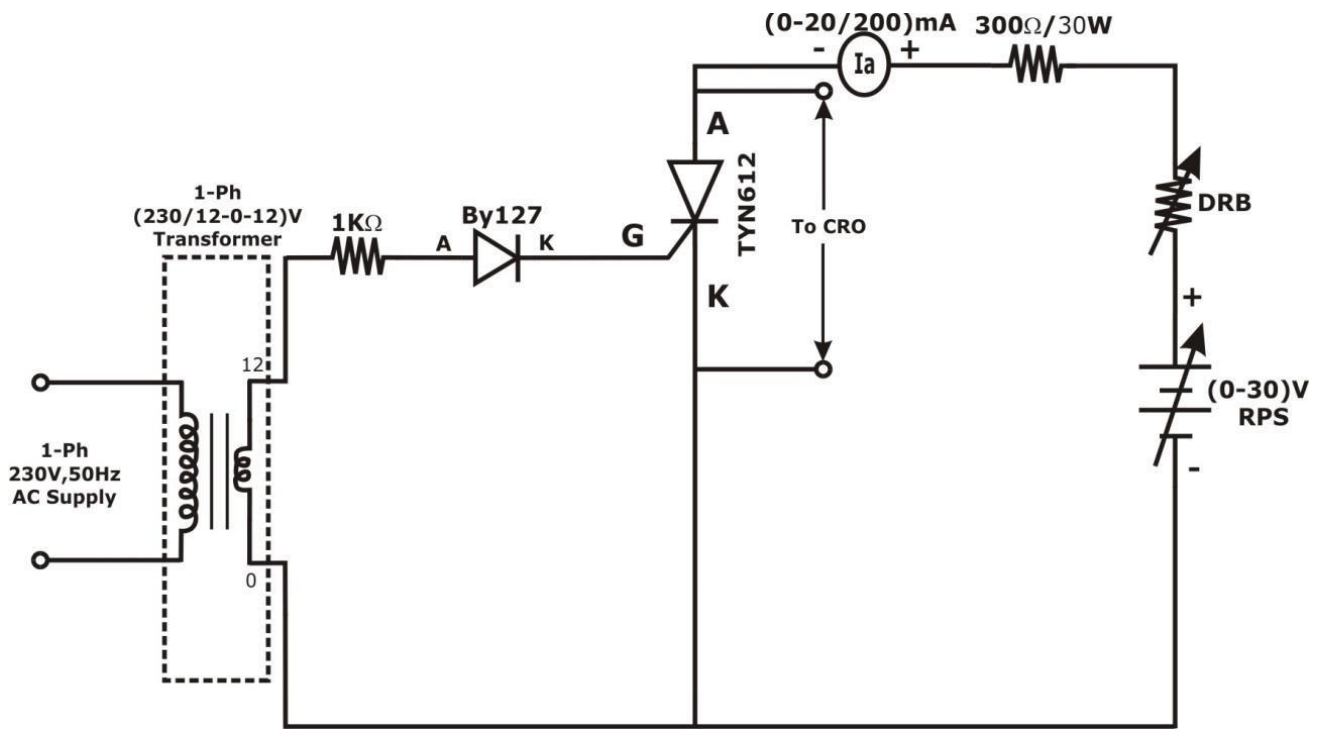 (0-20/200)mA
300Ω/30W
- Ia +
A
TYN612
1-Ph
(230/12-0-12)V
Transformer
1KΩ
By127
A
K
G
K
To CRO
DRB
+
(0-30)V
RPS
-
12
1-Ph
230V,50Hz
AC Supply
0